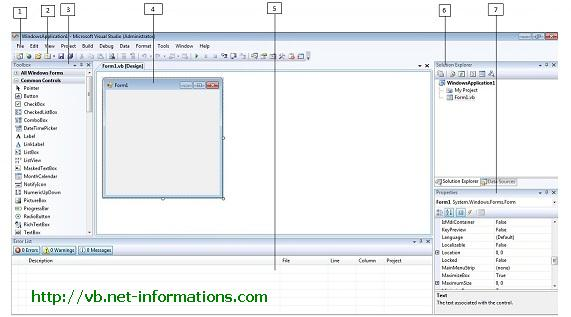 1
2
3
4
5
6
7
WindowsApplication1 - Microsoft Visual Studio (Administrator)
File Edit View Project Build Debug Data Format Tools Window Help
Toolbox
All Windows Forms
Common Controls
Pointer
Button
CheckBox
CheckedListBox
ComboBox
DateTimePicker
A Label
A LinkLabel
ListBox
ListView
MaskedTextBox
MonthCalendar
NotifyIcon
NumericUpDown
PictureBox
ProgressBar
RadioButton
RichTextBox
TextBox
Form1.vb [Design]
Form1
Solution Explorer
WindowsApplication1
My Project
Form1.vb
Solution Explorer
Data Sources
Properties
Form1 System.Windows.Forms.Form
IsMdiContainer False
KeyPreview False
Language (Default)
Localizable False
Location 0, 0
Locked False
MainMenuStrip (none)
MaximizeBox True
MaximumSize 0, 0
Text
The text associated with the control.
Error List
0 Errors 0 Warnings 0 Messages
Description File Line Column Project
http://vb.net-informations.com